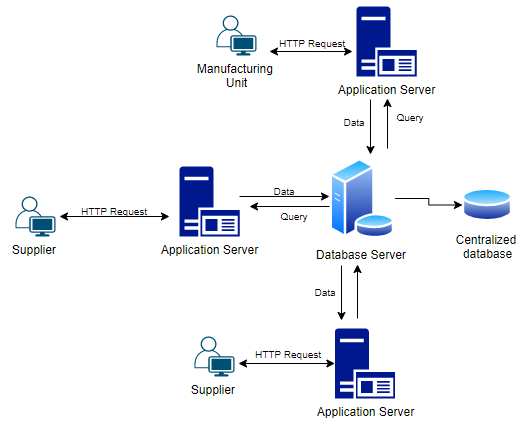 HTTP Request
Manufacturing
Unit
Application Server
Data
Query
Data
HTTP Request
Query
Supplier
Application Server
Database Server
Centralized
database
Data
HTTP Request
Supplier
Application Server